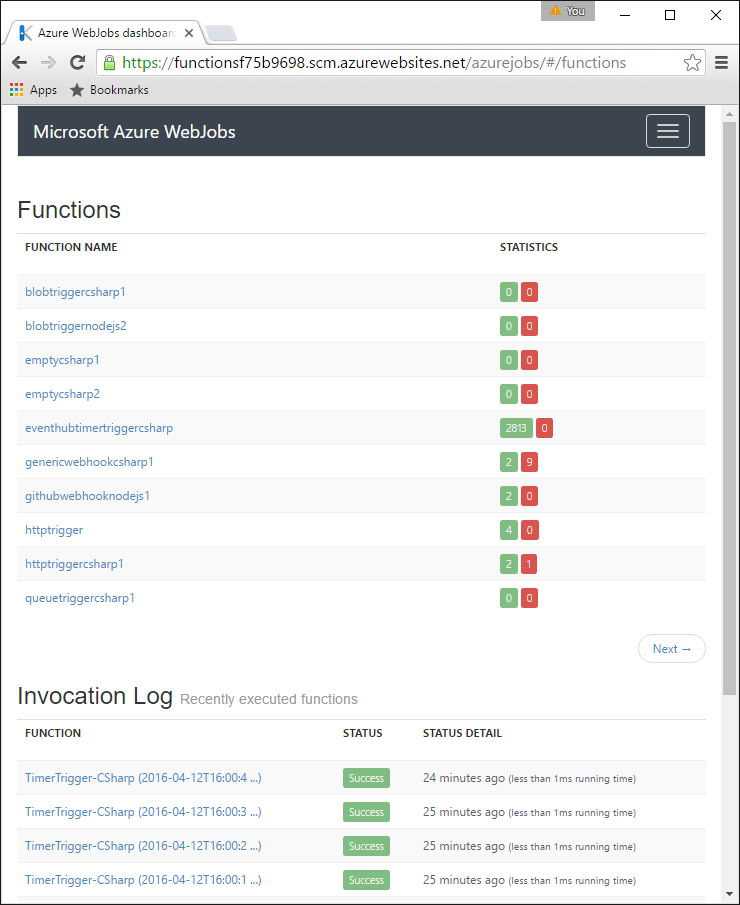 You
Azure WebJobs dashboard
https://functionsf75b9698.scm.azurewebsites.net/azurejobs/#/functions
Apps Bookmarks
Microsoft Azure WebJobs
Functions
FUNCTION NAME STATISTICS
blobtriggercsharp1 0 0
blobtriggernodejs2 0 0
emptycsharp1 0 0
emptycsharp2 0 0
eventhubtimertriggercsharp 2813 0
genericwebhookcsharp1 2 9
githubwebhooknodejs1 2 0
httptrigger 4 0
httptriggercsharp1 2 1
queuetriggercsharp1 0 0
Next →
Invocation Log Recently executed functions
FUNCTION STATUS STATUS DETAIL
TimerTrigger-CSharp (2016-04-12T16:00:4 ...) Success 24 minutes ago (less than 1ms running time)
TimerTrigger-CSharp (2016-04-12T16:00:3 ...) Success 25 minutes ago (less than 1ms running time)
TimerTrigger-CSharp (2016-04-12T16:00:2 ...) Success 25 minutes ago (less than 1ms running time)
TimerTrigger-CSharp (2016-04-12T16:00:1 ...) Success 25 minutes ago (less than 1ms running time)